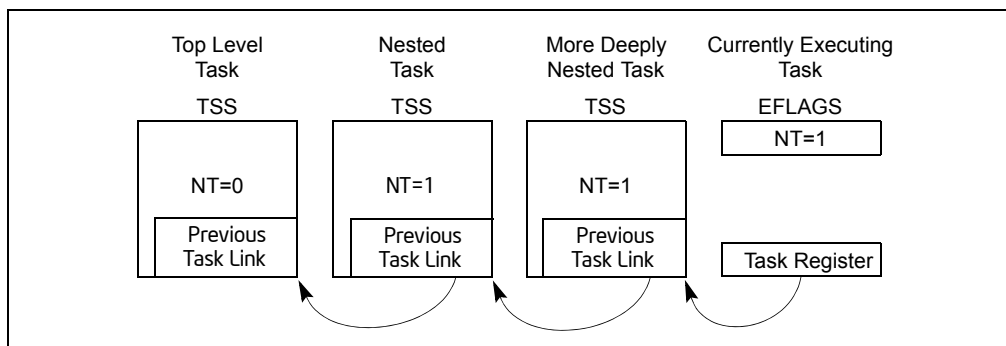 Top Level
Task
TSS
NT=0
Previous
Task Link
Nested
Task
TSS
NT=1
Previous
Task Link
More Deeply
Nested Task
TSS
NT=1
Previous
Task Link
Currently Executing
Task
EFLAGS
NT=1
Task Register